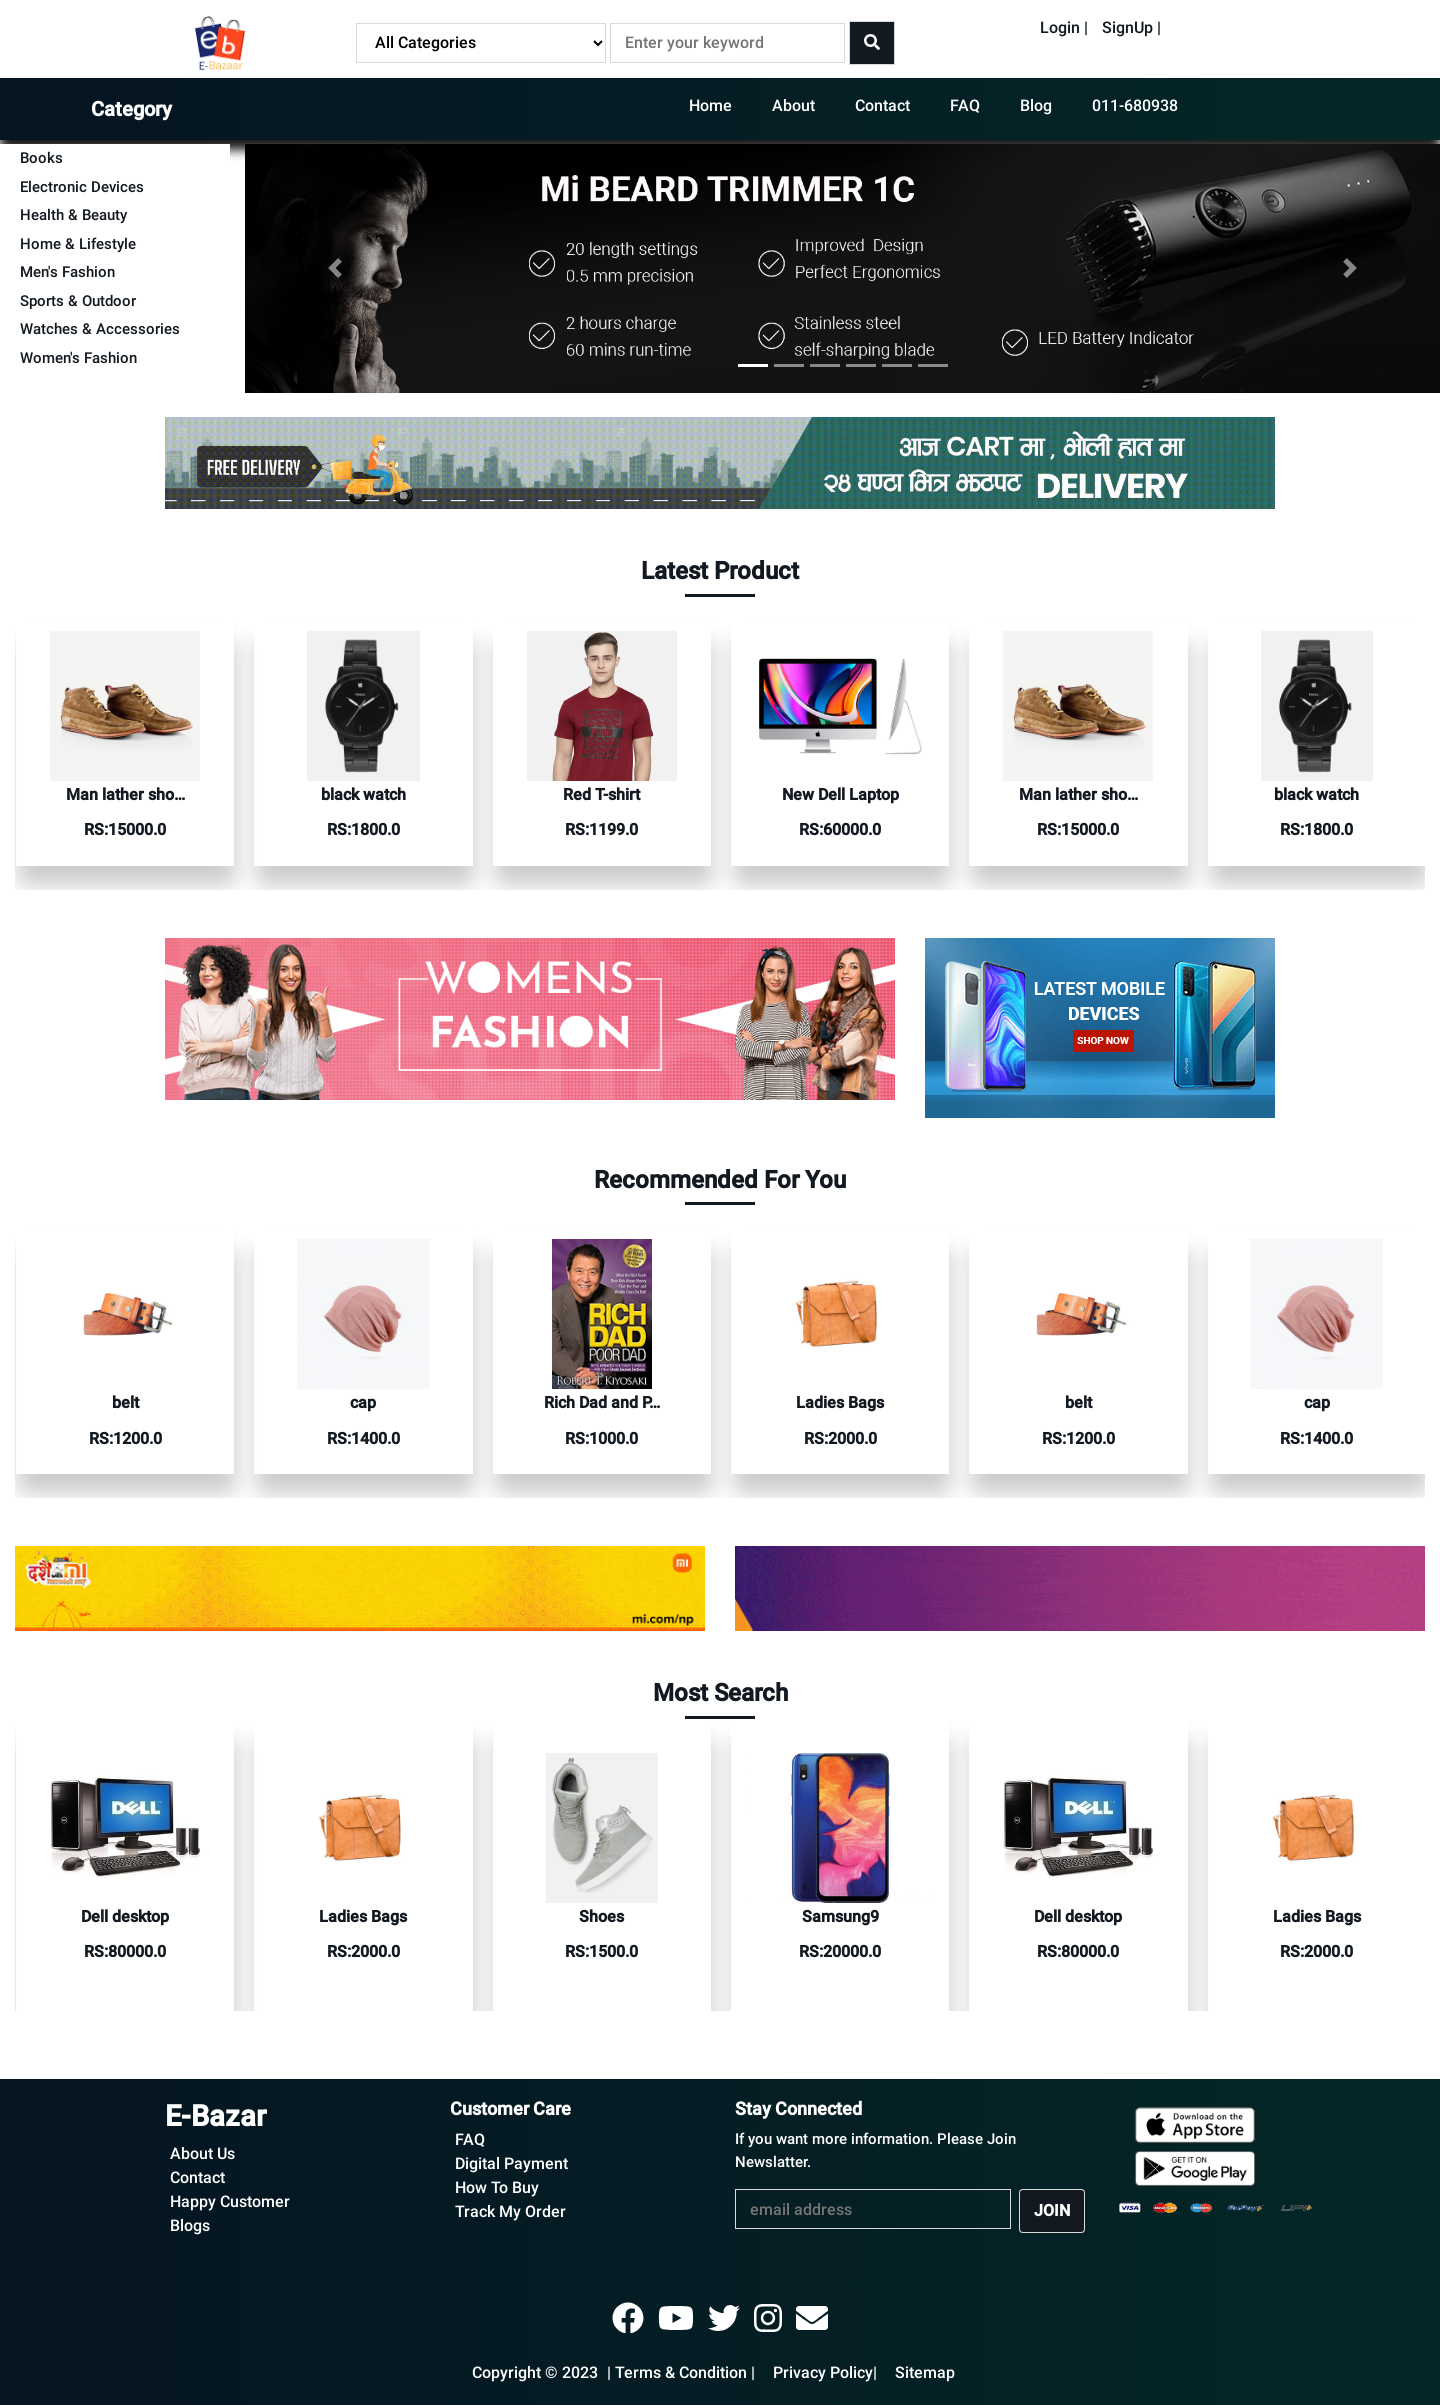 eb
E-Bazaar
All Categories
Enter your keyword
Login |
SignUp |
Category
Home
About
Contact
FAQ
Blog
011-680938
Books
Electronic Devices
Health & Beauty
Home & Lifestyle
Men's Fashion
Sports & Outdoor
Watches & Accessories
Women's Fashion
Mi BEARD TRIMMER 1C
20 length settings
0.5 mm precision
Improved Design
Perfect Ergonomics
2 hours charge
60 mins run-time
Stainless steel
self-sharping blade
LED Battery Indicator
FREE DELIVERY
आज CART मा , भोली हात मा
२४ घण्टा भित्र झटपट DELIVERY
Latest Product
Man lather sho...
RS:15000.0
black watch
RS:1800.0
Red T-shirt
RS:1199.0
New Dell Laptop
RS:60000.0
Man lather sho...
RS:15000.0
black watch
RS:1800.0
WOMENS
FASHION
LATEST MOBILE
DEVICES
SHOP NOW
vivo
Recommended For You
belt
RS:1200.0
cap
RS:1400.0
RICH
DAD
POOR DAD
ROBERT T. KIYOSAKI
Rich Dad and P...
RS:1000.0
Ladies Bags
RS:2000.0
belt
RS:1200.0
cap
RS:1400.0
दशैं mi
mi
mi.com/np
Most Search
DELL
Dell desktop
RS:80000.0
Ladies Bags
RS:2000.0
Shoes
RS:1500.0
Samsung9
RS:20000.0
DELL
Dell desktop
RS:80000.0
Ladies Bags
RS:2000.0
E-Bazar
About Us
Contact
Happy Customer
Blogs
Customer Care
FAQ
Digital Payment
How To Buy
Track My Order
Stay Connected
If you want more information. Please Join
Newslatter.
email address
JOIN
Download on the
App Store
GET IT ON
Google Play
VISA
RuPay
UPI
Copyright © 2023 | Terms & Condition | Privacy Policy| Sitemap